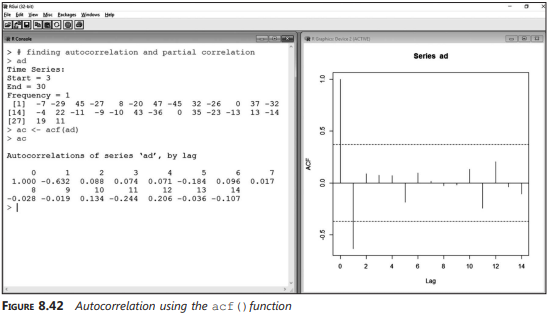 RGui (32-bit)
File Edit View Misc Packages Windows Help
R Console
> # finding autocorrelation and partial correlation
> ad
Time Series:
Start = 3
End = 30
Frequency = 1
[1] -7 -29 45 -27 8 -20 47 -45 32 -26 0 37 -32
[14] -4 22 -11 -9 -10 43 -36 0 35 -23 -13 13 -14
[27] 19 11
> ac <- acf(ad)
> ac
Autocorrelations of series 'ad', by lag
0 1 2 3 4 5 6 7
1.000 -0.632 0.088 0.074 0.071 -0.184 0.096 0.017
8 9 10 11 12 13 14
-0.028 -0.019 0.134 -0.244 0.206 -0.036 -0.107
>
R Graphics: Device 2 (ACTIVE)
Series ad
ACF
1.0
0.5
0.0
-0.5
0 2 4 6 8 10 12 14
Lag
FIGURE 8.42 Autocorrelation using the acf() function